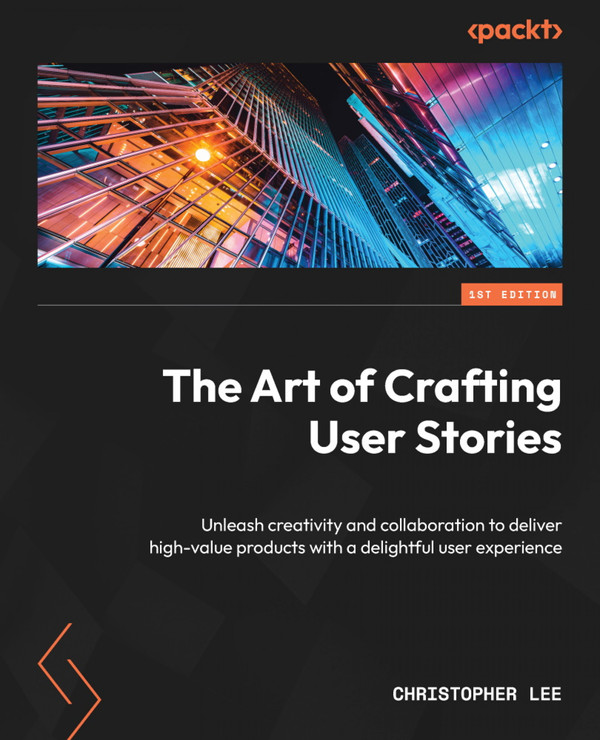 <packt>
1ST EDITION
The Art of Crafting
User Stories
Unleash creativity and collaboration to deliver
high-value products with a delightful user experience
CHRISTOPHER LEE